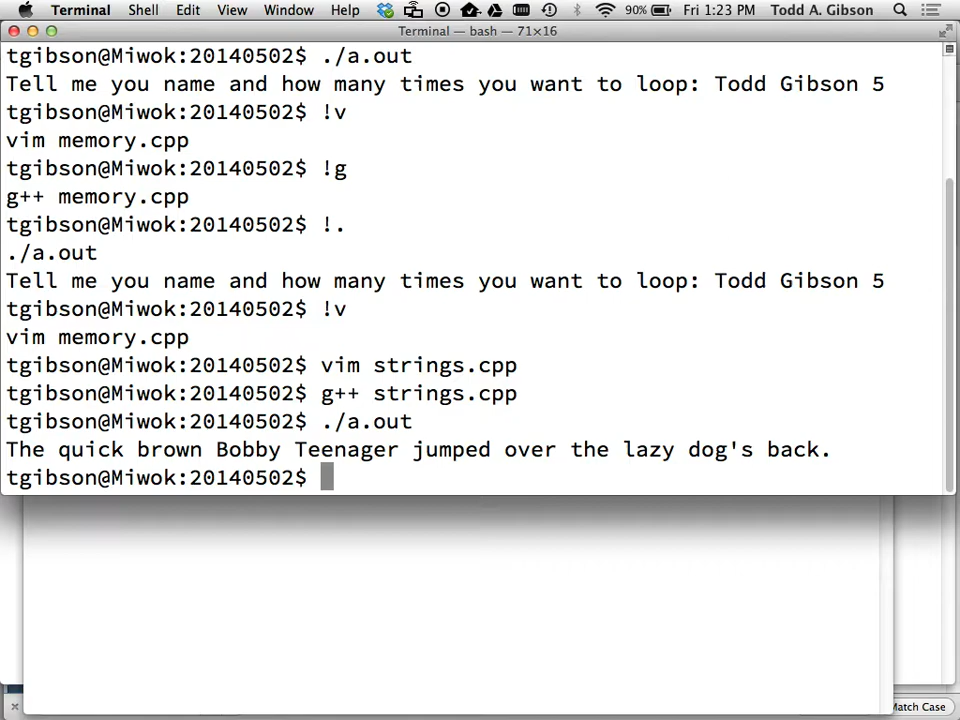 Terminal Shell Edit View Window Help 90% Fri 1:23 PM Todd A. Gibson
Terminal — bash — 71×16
tgibson@Miwok:20140502$ ./a.out
Tell me you name and how many times you want to loop: Todd Gibson 5
tgibson@Miwok:20140502$ !v
vim memory.cpp
tgibson@Miwok:20140502$ !g
g++ memory.cpp
tgibson@Miwok:20140502$ !.
./a.out
Tell me you name and how many times you want to loop: Todd Gibson 5
tgibson@Miwok:20140502$ !v
vim memory.cpp
tgibson@Miwok:20140502$ vim strings.cpp
tgibson@Miwok:20140502$ g++ strings.cpp
tgibson@Miwok:20140502$ ./a.out
The quick brown Bobby Teenager jumped over the lazy dog's back.
tgibson@Miwok:20140502$
Match Case